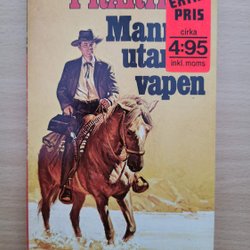 PRIS
cirka
4:95
inkl. moms
Mann
utan
vapen